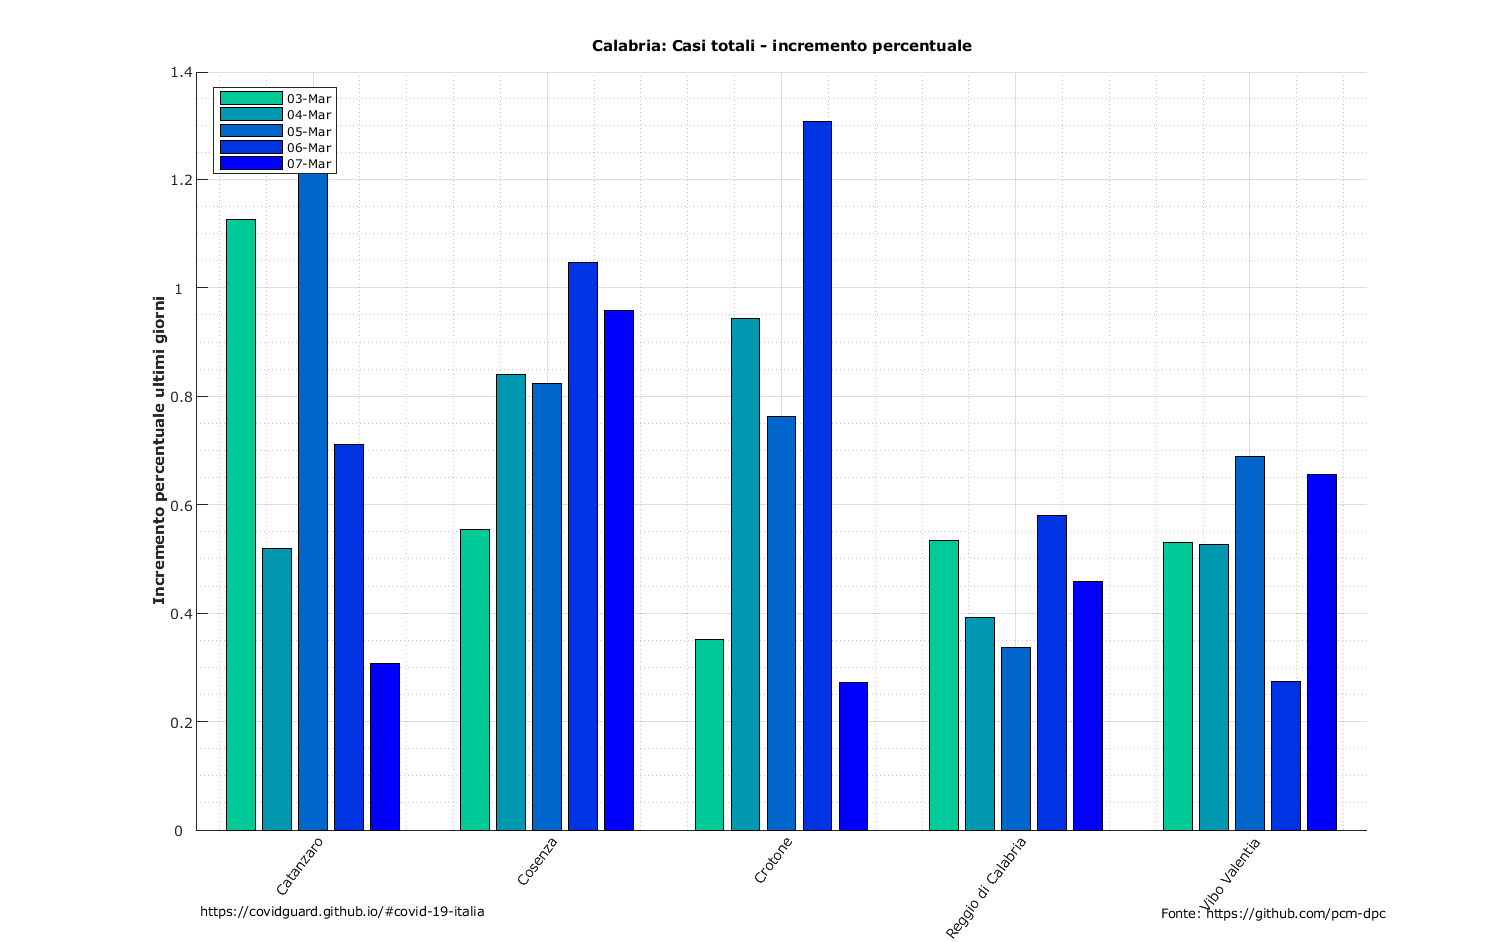 Calabria: Casi totali - incremento percentuale
1.4
1.2
1
0.8
0.6
0.4
0.2
0
Incremento percentuale ultimi giorni
03-Mar
04-Mar
05-Mar
06-Mar
07-Mar
Catanzaro
Cosenza
Crotone
Reggio di Calabria
Vibo Valentia
https://covidguard.github.io/#covid-19-italia
Fonte: https://github.com/pcm-dpc